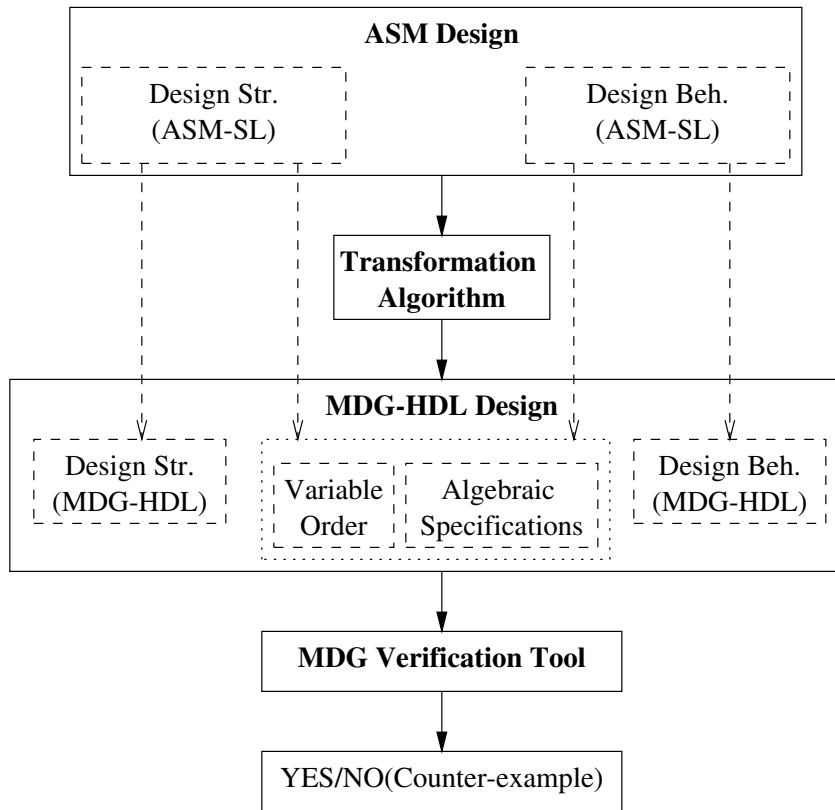 ASM Design
Design Str.
(ASM-SL)
Design Beh.
(ASM-SL)
Transformation
Algorithm
MDG-HDL Design
Design Str.
(MDG-HDL)
Variable
Order
Algebraic
Specifications
Design Beh.
(MDG-HDL)
MDG Verification Tool
YES/NO(Counter-example)